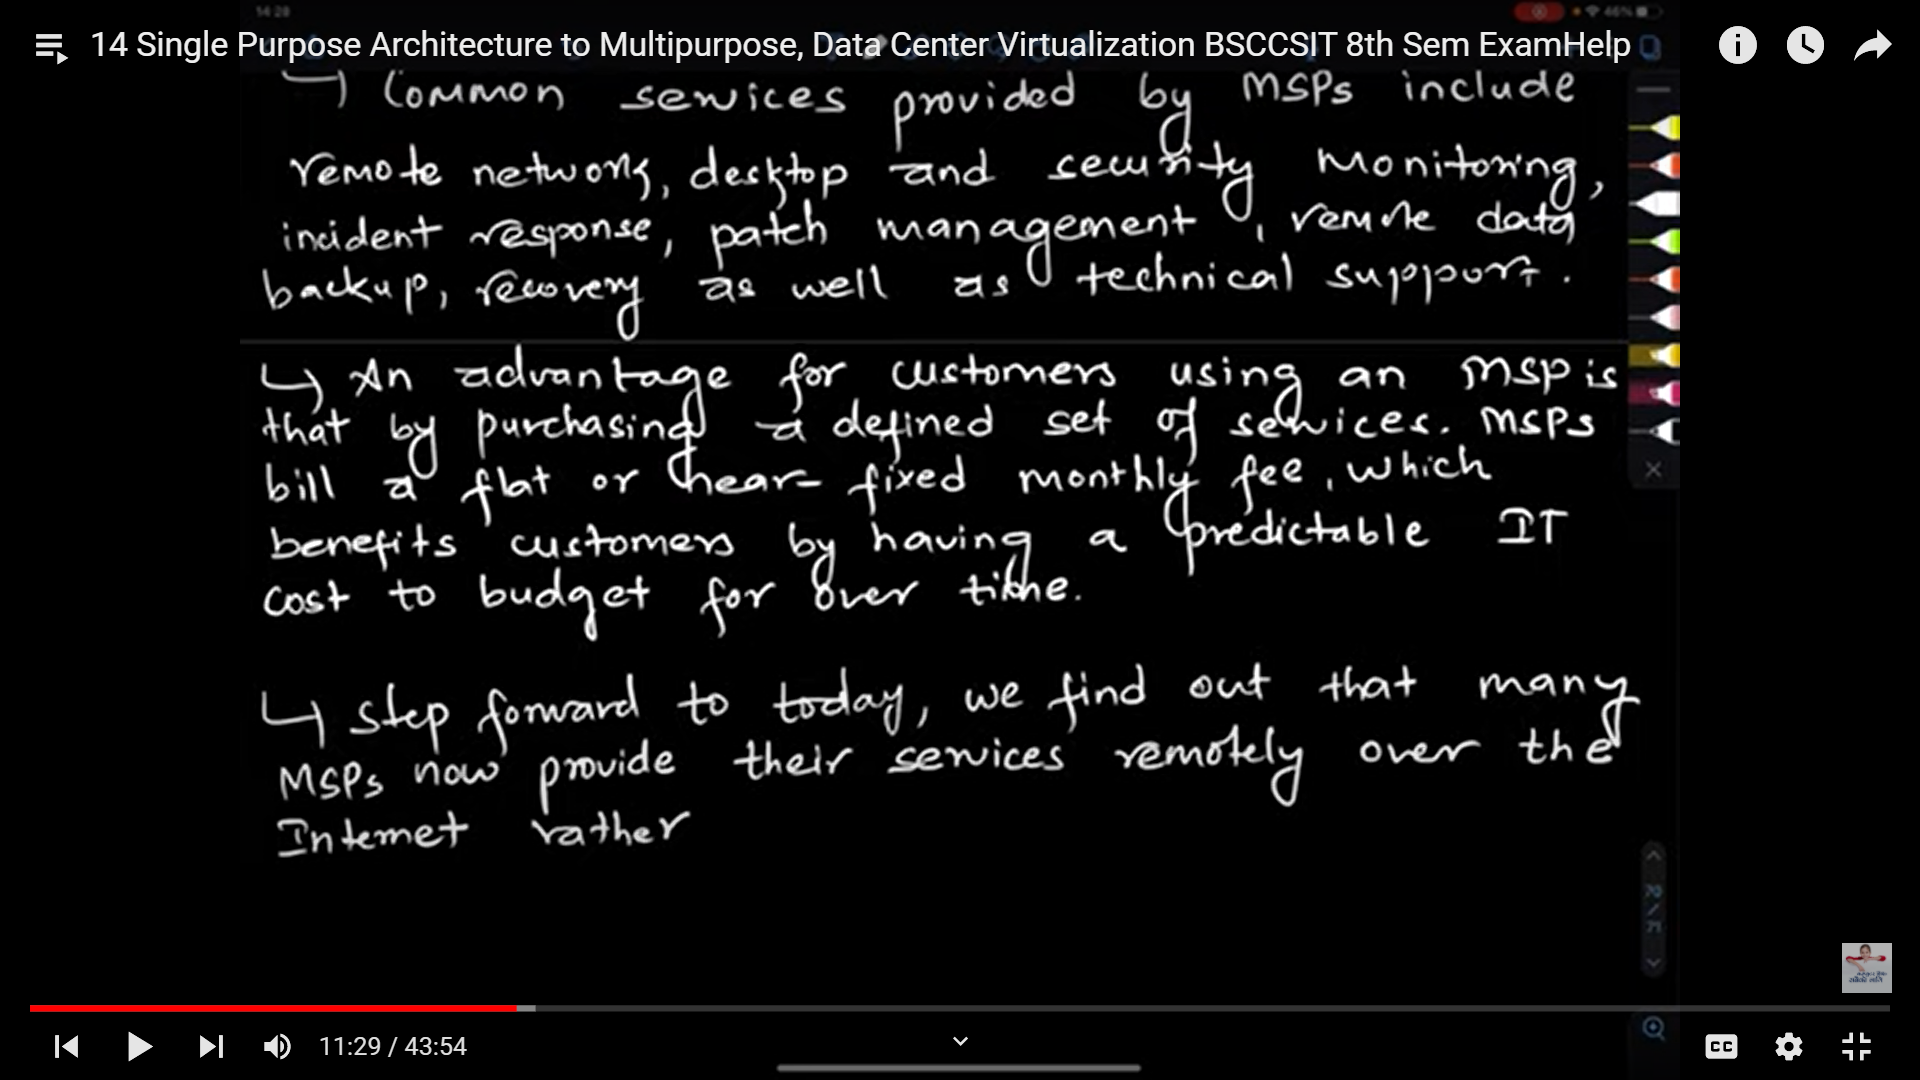 14:28
46%
14 Single Purpose Architecture to Multipurpose, Data Center Virtualization BSCCSIT 8th Sem ExamHelp
↳ Common services provided by MSPs include
remote network, desktop and security monitoring,
incident response, patch management, remote data
backup, recovery as well as technical support.
↳ An advantage for customers using an MSP is
that by purchasing a defined set of services. MSPs
bill a flat or near-fixed monthly fee, which
benefits customers by having a predictable IT
cost to budget for over time.
↳ Step forward to today, we find out that many
MSPs now provide their services remotely over the
Internet rather
11:29 / 43:54
CC